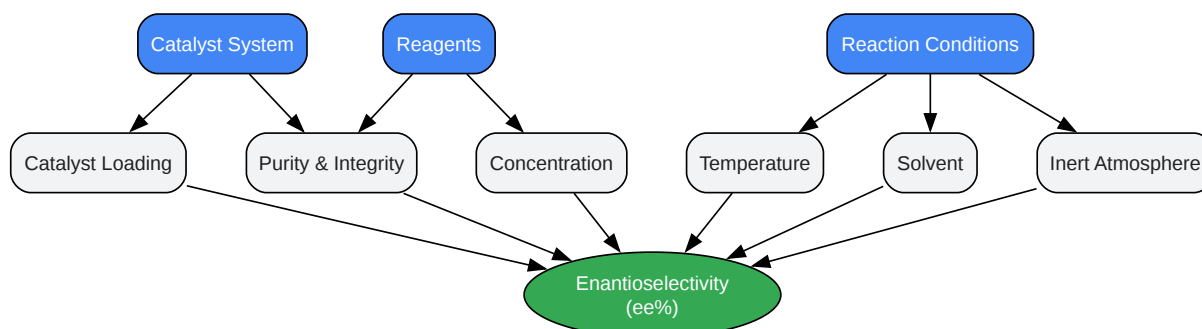 Catalyst System
Reagents
Reaction Conditions
Catalyst Loading
Purity & Integrity
Concentration
Temperature
Solvent
Inert Atmosphere
Enantioselectivity
(ee%)